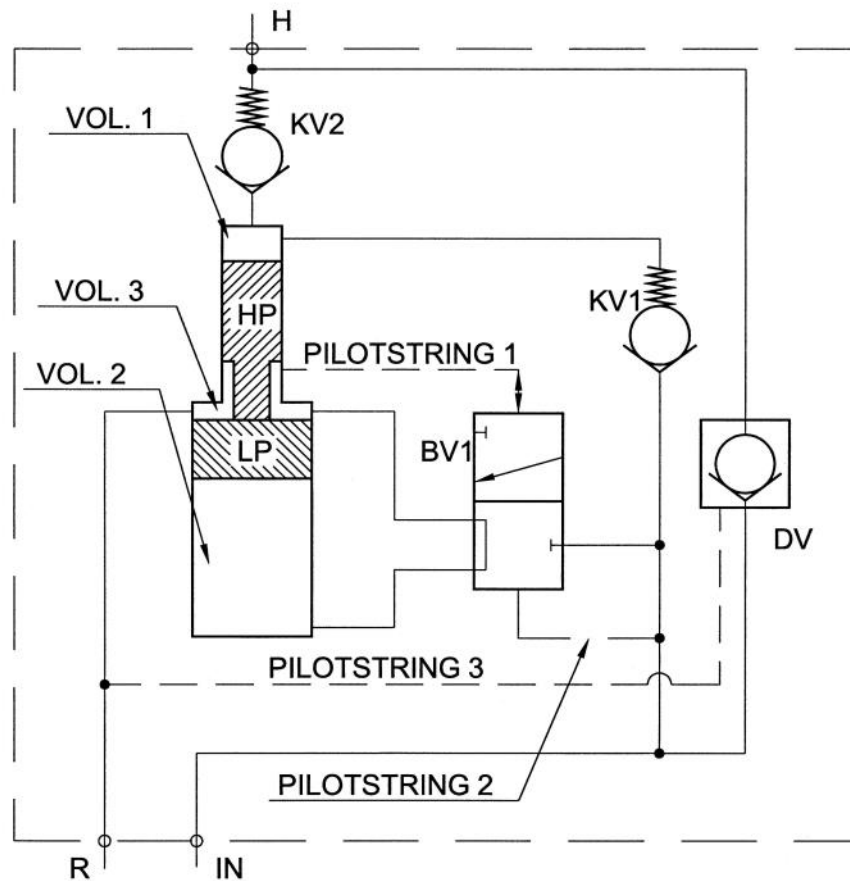 H
VOL. 1
KV2
VOL. 3
HP
KV1
PILOTSTRING 1
VOL. 2
LP
BV1
DV
PILOTSTRING 3
PILOTSTRING 2
R
IN